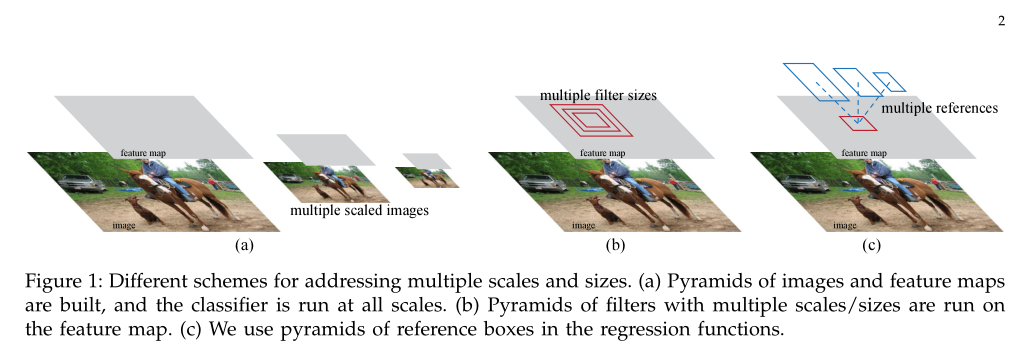 2
multiple filter sizes
multiple references
feature map
feature map
feature map
multiple scaled images
image
image
image
(a)
(b)
(c)
Figure 1: Different schemes for addressing multiple scales and sizes. (a) Pyramids of images and feature maps
are built, and the classifier is run at all scales. (b) Pyramids of filters with multiple scales/sizes are run on
the feature map. (c) We use pyramids of reference boxes in the regression functions.